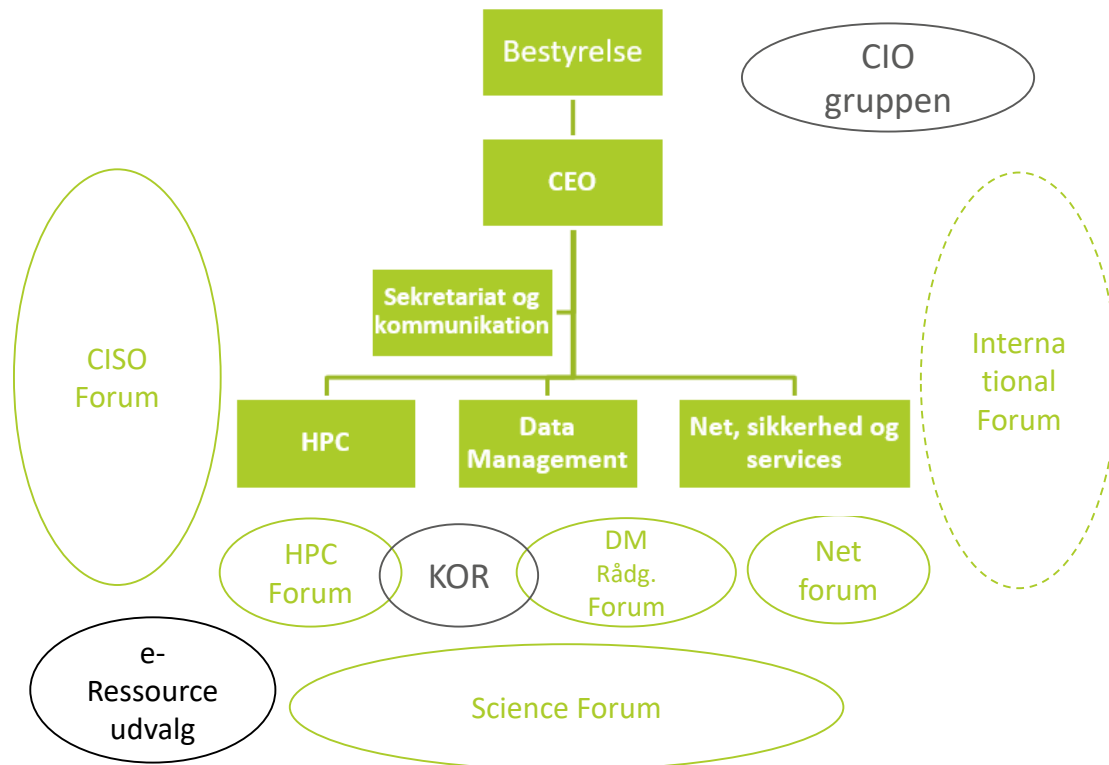 Bestyrelse
CIO
gruppen
CEO
Sekretariat og
kommunikation
CISO
Forum
Interna
tional
Forum
HPC
Data
Management
Net, sikkerhed og
services
HPC
Forum
KOR
DM
Rådg.
Forum
Net
forum
e-
Ressource
udvalg
Science Forum